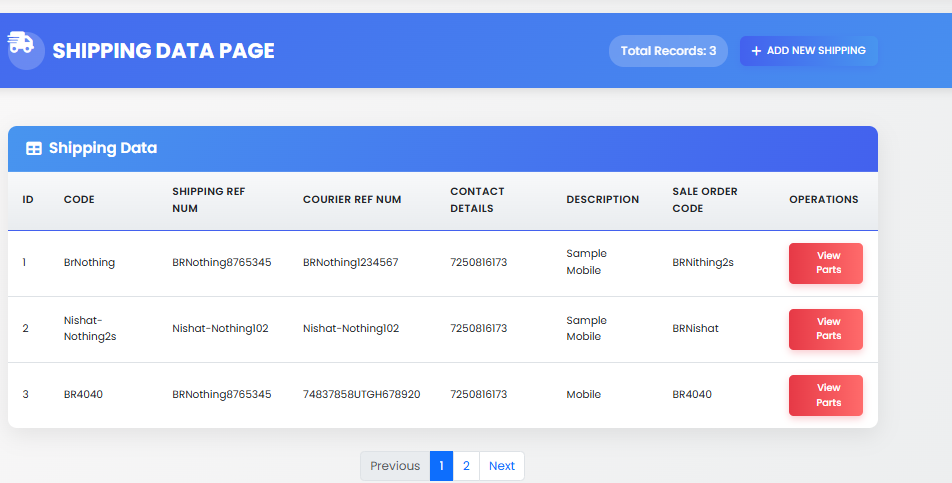 SHIPPING DATA PAGE
Total Records: 3
+ ADD NEW SHIPPING
Shipping Data
ID CODE SHIPPING REF NUM COURIER REF NUM CONTACT DETAILS DESCRIPTION SALE ORDER CODE OPERATIONS
1 BrNothing BRNothing8765345 BRNothing1234567 7250816173 Sample Mobile BRNithing2s View Parts
2 Nishat-Nothing2s Nishat-Nothing102 Nishat-Nothing102 7250816173 Sample Mobile BRNishat View Parts
3 BR4040 BRNothing8765345 74837858UTGH678920 7250816173 Mobile BR4040 View Parts
Previous 1 2 Next